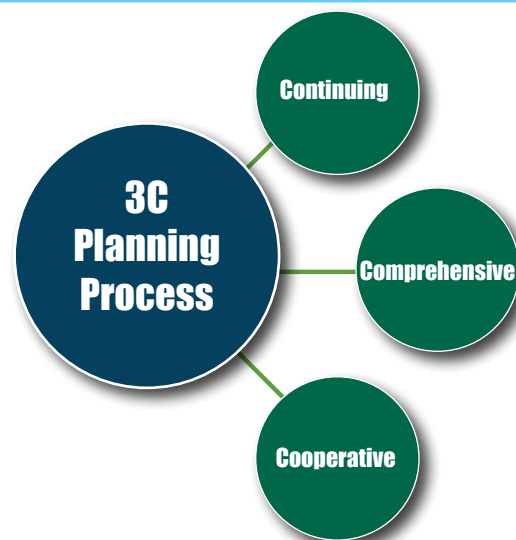 Continuing
3C
Planning
Process
Comprehensive
Cooperative